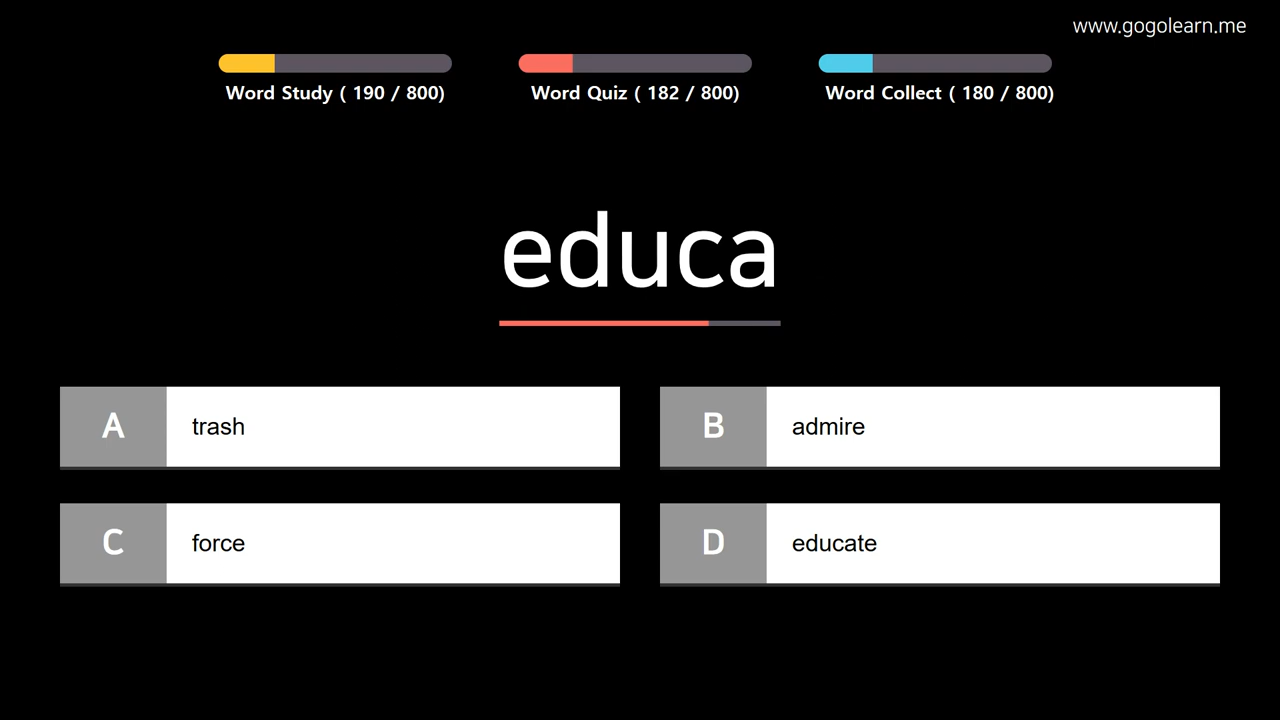 www.gogolearn.me
Word Study ( 190 / 800)
Word Quiz ( 182 / 800)
Word Collect ( 180 / 800)
educa
A trash
B admire
C force
D educate